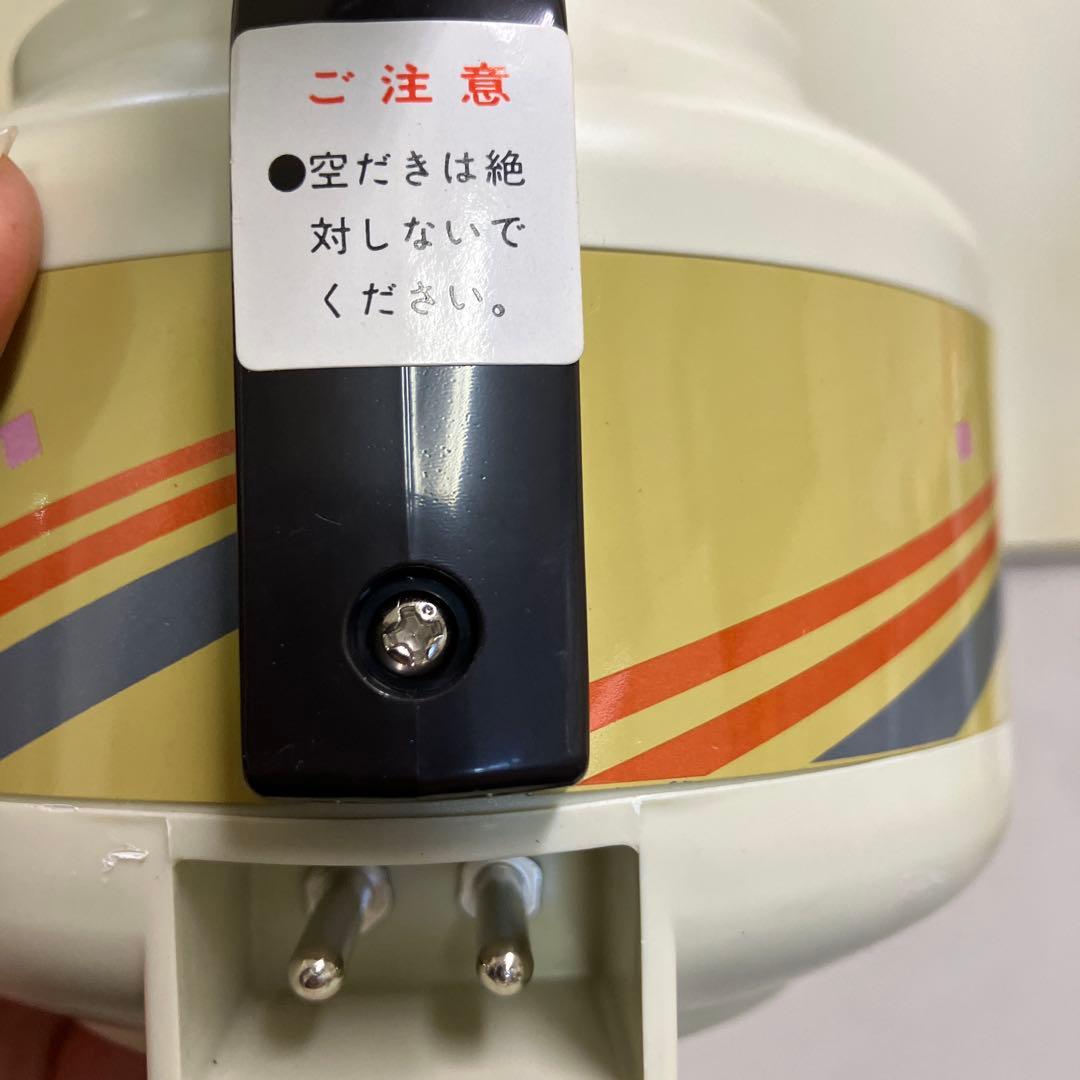 ご注意
●空だきは絶
対しないで
ください。